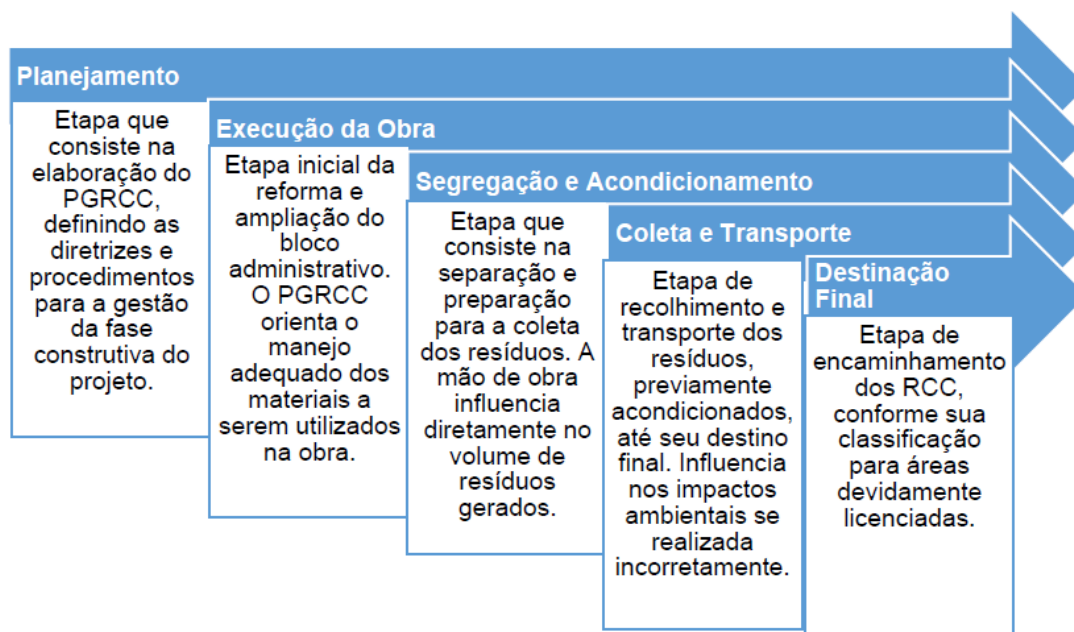 Planejamento
Etapa que
consiste na
elaboração do
PGRCC,
definindo as
diretrizes e
procedimentos
para a gestão
da fase
construtiva do
projeto.
Execução da Obra
Etapa inicial da
reforma e
ampliação do
bloco
administrativo.
O PGRCC
orienta o
manejo
adequado dos
materiais a
serem utilizados
na obra.
Segregação e Acondicionamento
Etapa que
consiste na
separação e
preparação
para a coleta
dos resíduos. A
mão de obra
influencia
diretamente no
volume de
resíduos
gerados.
Coleta e Transporte
Etapa de
recolhimento e
transporte dos
resíduos,
previamente
acondicionados,
até seu destino
final. Influencia
nos impactos
ambientais se
realizada
incorretamente.
Destinação
Final
Etapa de
encaminhamento
dos RCC,
conforme sua
classificação
para áreas
devidamente
licenciadas.